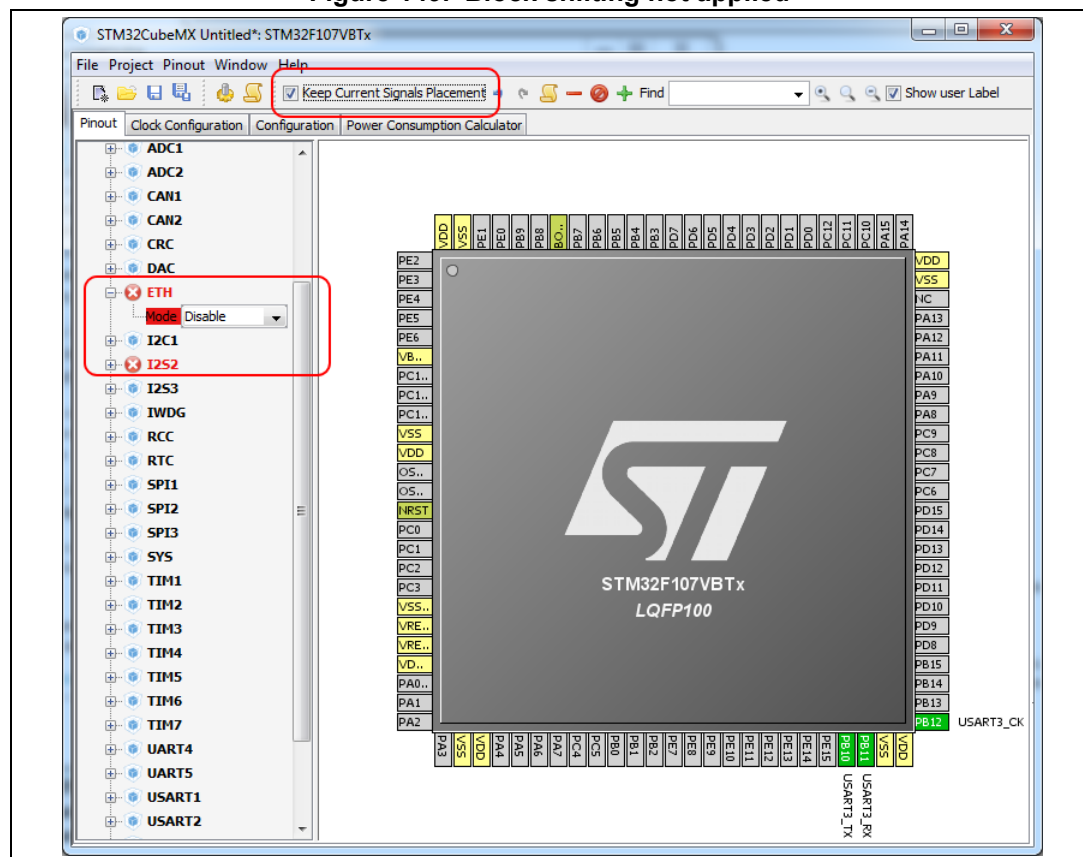 STM32CubeMX Untitled*: STM32F107VBTx
File Project Pinout Window Help
Keep Current Signals Placement Find Show user Label
Pinout Clock Configuration Configuration Power Consumption Calculator
ADC1
ADC2
CAN1
CAN2
CRC
DAC
ETH
Mode Disable
I2C1
I2S2
I2S3
IWDG
RCC
RTC
SPI1
SPI2
SPI3
SYS
TIM1
TIM2
TIM3
TIM4
TIM5
TIM6
TIM7
UART4
UART5
USART1
USART2
VDD VSS PE1 PE0 PB9 PB8 BO.. PB7 PB6 PB5 PB4 PB3 PD7 PD6 PD5 PD4 PD3 PD2 PD1 PD0 PC12 PC11 PC10 PA15 PA14
PE2
PE3
PE4
PE5
PE6
VB..
PC1..
PC1..
PC1..
VSS
VDD
OS..
OS..
NRST
PC0
PC1
PC2
PC3
VSS..
VRE..
VRE..
VD..
PA0..
PA1
PA2
ST
STM32F107VBTx
LQFP100
VDD
VSS
NC
PA13
PA12
PA11
PA10
PA9
PA8
PC9
PC8
PC7
PC6
PD15
PD14
PD13
PD12
PD11
PD10
PD9
PD8
PB15
PB14
PB13
PB12 USART3_CK
PA3 VSS VDD PA4 PA5 PA6 PA7 PC4 PC5 PB0 PB1 PB2 PE7 PE8 PE9 PE10 PE11 PE12 PE13 PE14 PE15 PB10 PB11 VSS VDD
USART3_TX USART3_RX